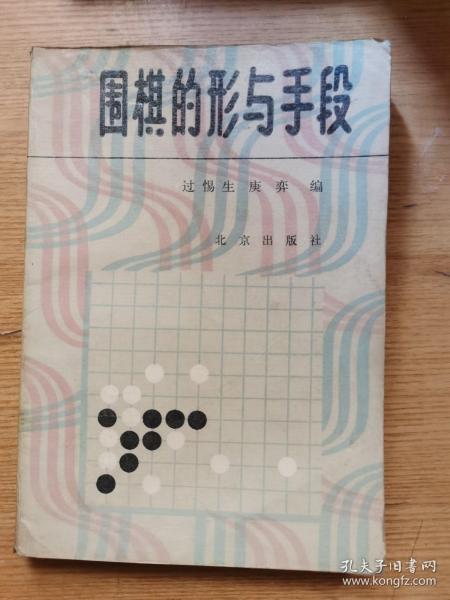 围棋的形与手段
过惕生 庾弈 编
北京出版社
孔夫子旧书网
www.kongfz.com